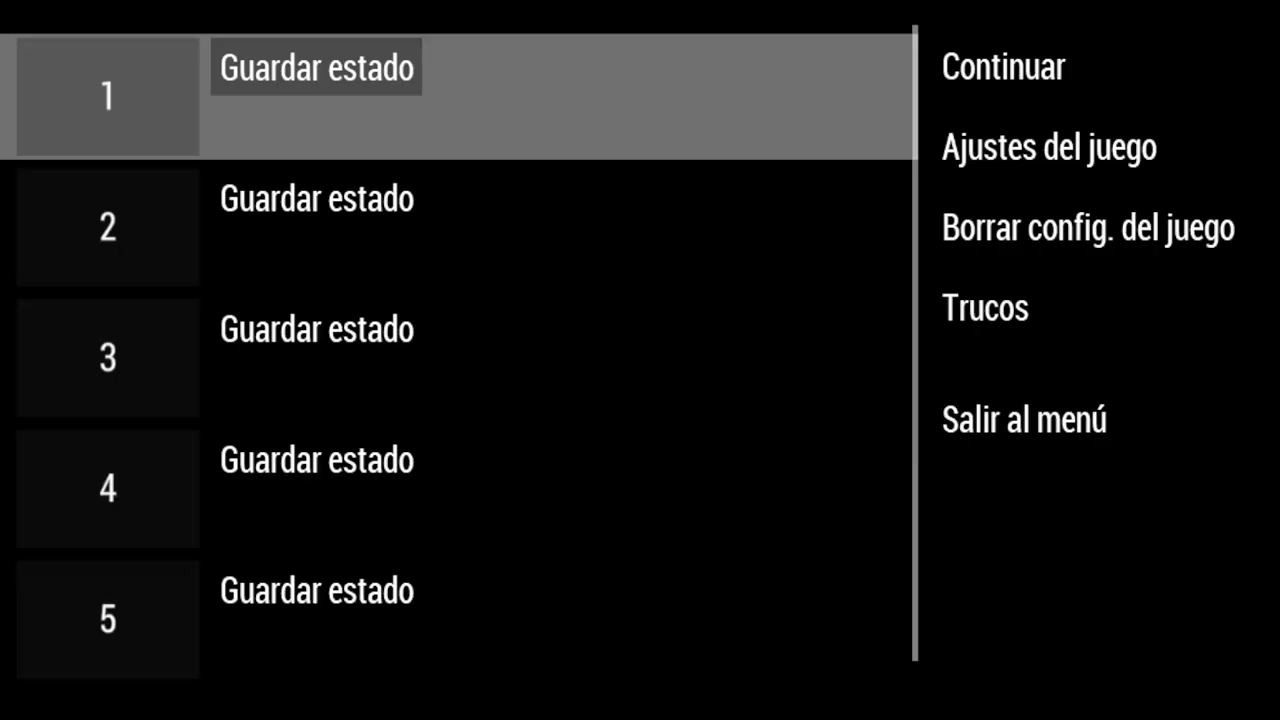 1
Guardar estado
2
Guardar estado
3
Guardar estado
4
Guardar estado
5
Guardar estado
Continuar
Ajustes del juego
Borrar config. del juego
Trucos
Salir al menú